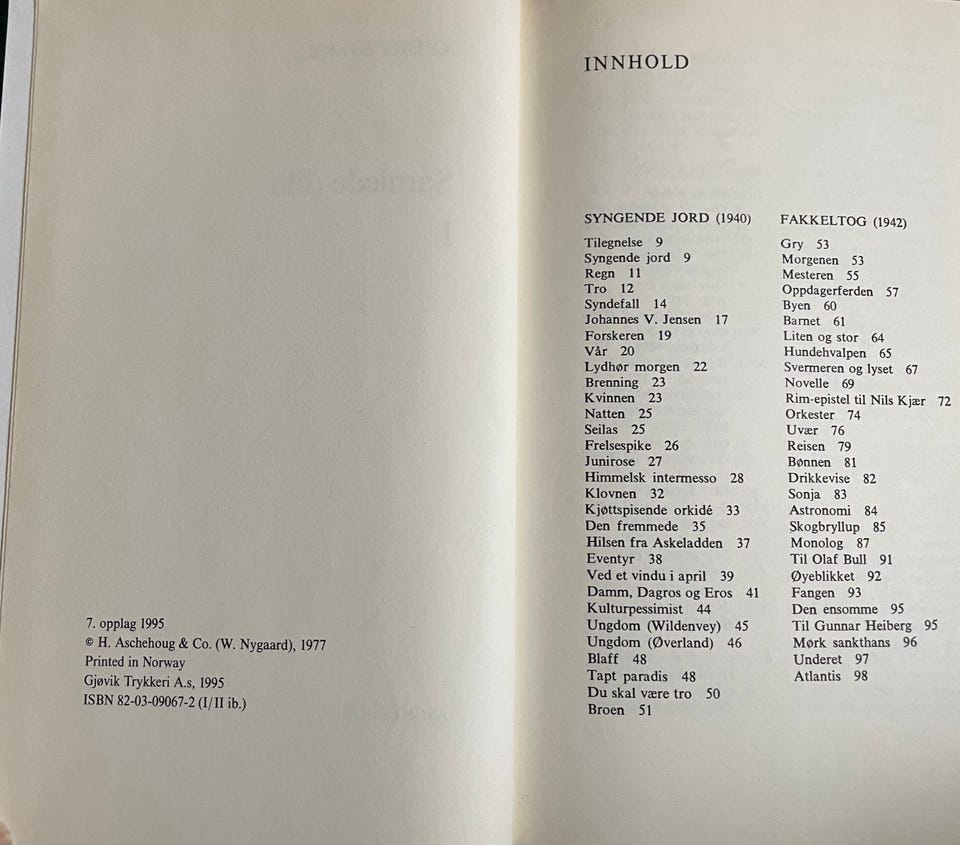 7. opplag 1995
© H. Aschehoug & Co. (W. Nygaard), 1977
Printed in Norway
Gjøvik Trykkeri A.s, 1995
ISBN 82-03-09067-2 (I/II ib.)
INNHOLD
SYNGENDE JORD (1940)
Tilegnelse 9
Syngende jord 9
Regn 11
Tro 12
Syndefall 14
Johannes V. Jensen 17
Forskeren 19
Vår 20
Lydhør morgen 22
Brenning 23
Kvinnen 23
Natten 25
Seilas 25
Frelsespike 26
Junirose 27
Himmelsk intermesso 28
Klovnen 32
Kjøttspisende orkidé 33
Den fremmede 35
Hilsen fra Askeladden 37
Eventyr 38
Ved et vindu i april 39
Damm, Dagros og Eros 41
Kulturpessimist 44
Ungdom (Wildenvey) 45
Ungdom (Øverland) 46
Blaff 48
Tapt paradis 48
Du skal være tro 50
Broen 51
FAKKELTOG (1942)
Gry 53
Morgenen 53
Mesteren 55
Oppdagerferden 57
Byen 60
Barnet 61
Liten og stor 64
Hundehvalpen 65
Svermeren og lyset 67
Novelle 69
Rim-epistel til Nils Kjær 72
Orkester 74
Uvær 76
Reisen 79
Bønnen 81
Drikkevise 82
Sonja 83
Astronomi 84
Skogbryllup 85
Monolog 87
Til Olaf Bull 91
Øyeblikket 92
Fangen 93
Den ensomme 95
Til Gunnar Heiberg 95
Mørk sankthans 96
Underet 97
Atlantis 98